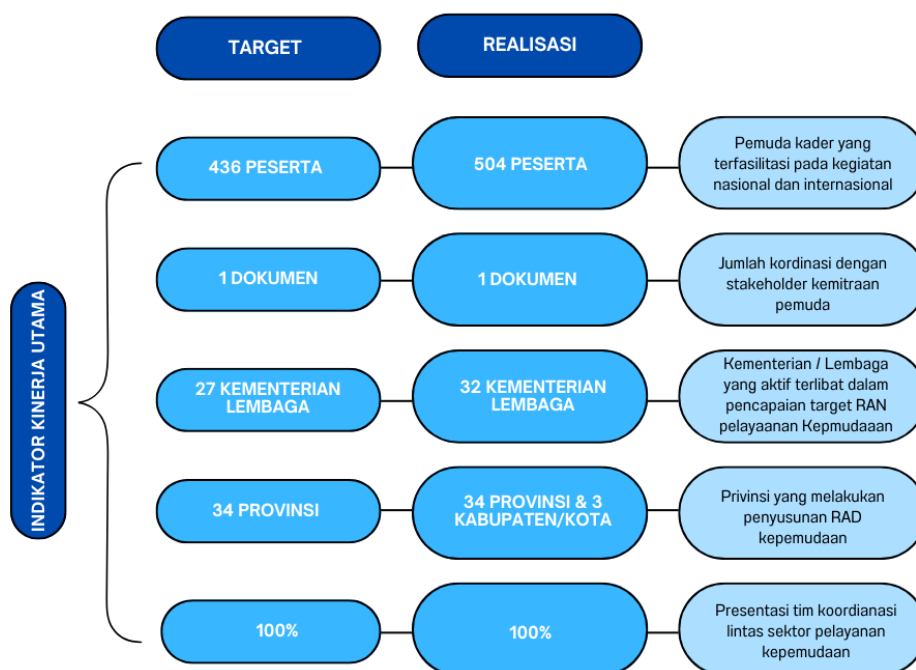 TARGET
REALISASI
INDIKATOR KINERJA UTAMA
436 PESERTA
504 PESERTA
Pemuda kader yang
terfasilitasi pada kegiatan
nasional dan internasional
1 DOKUMEN
1 DOKUMEN
Jumlah kordinasi dengan
stakeholder kemitraan
pemuda
27 KEMENTERIAN
LEMBAGA
32 KEMENTERIAN
LEMBAGA
Kementerian / Lembaga
yang aktif terlibat dalam
pencapaian target RAN
pelayaanan Kepmudaaan
34 PROVINSI
34 PROVINSI & 3
KABUPATEN/KOTA
Privinsi yang melakukan
penyusunan RAD
kepemudaan
100%
100%
Presentasi tim koordianasi
lintas sektor pelayanan
kepemudaan